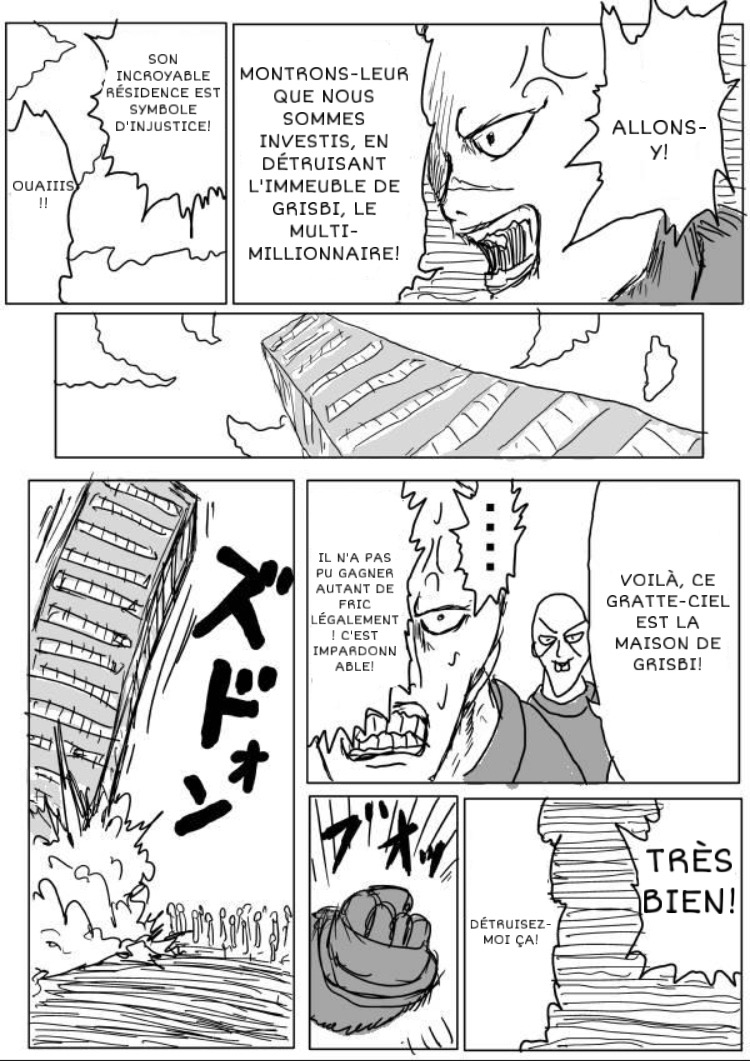 ALLONS-
Y!
MONTRONS-LEUR
QUE NOUS
SOMMES
INVESTIS, EN
DÉTRUISANT
L'IMMEUBLE DE
GRISBI, LE
MULTI-
MILLIONNAIRE!
SON
INCROYABLE
RÉSIDENCE EST
SYMBOLE
D'INJUSTICE!
OUAIIIS
!!
VOILÀ, CE
GRATTE-CIEL
EST LA
MAISON DE
GRISBI!
....
IL N'A PAS
PU GAGNER
AUTANT DE
FRIC
LÉGALEMENT
! C'EST
IMPARDONN
ABLE!
TRÈS
BIEN!
DÉTRUISEZ-
MOI ÇA!
ブオッ
ズドォン